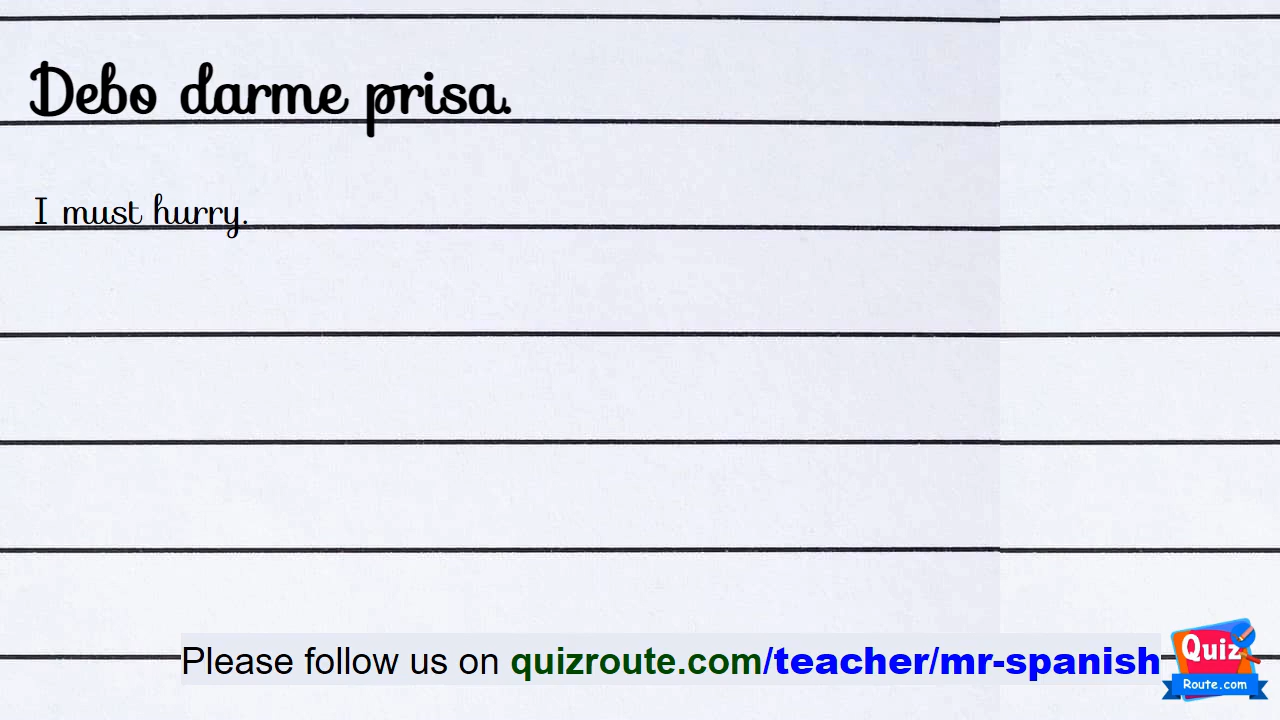 Debo darme prisa.
I must hurry.
Please follow us on quizroute.com/teacher/mr-spanish
Quiz
Route.com